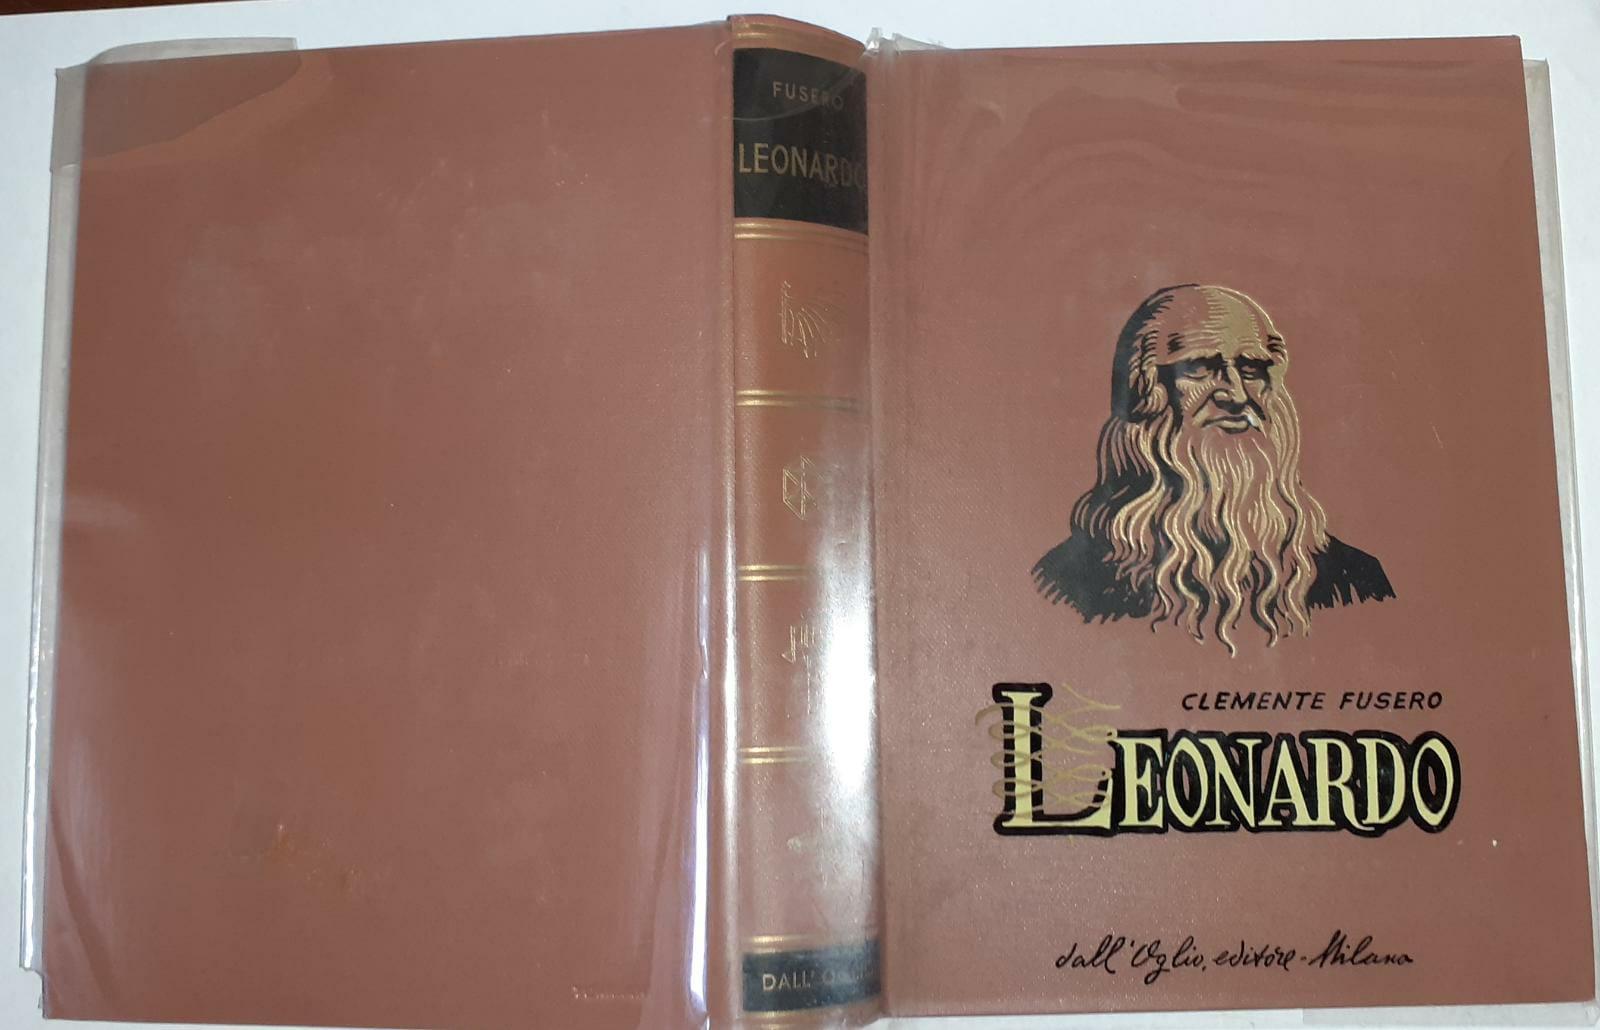 FUSERO
LEONARDO
DALL'OGLIO
CLEMENTE FUSERO
LEONARDO
dall'Oglio, editore - Milano